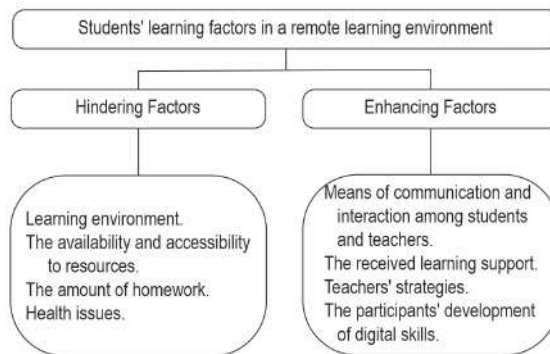 Students' learning factors in a remote learning environment
Hindering Factors
Enhancing Factors
Learning environment.
The availability and accessibility
to resources.
The amount of homework.
Health issues.
Means of communication and
interaction among students
and teachers.
The received learning support.
Teachers' strategies.
The participants' development
of digital skills.